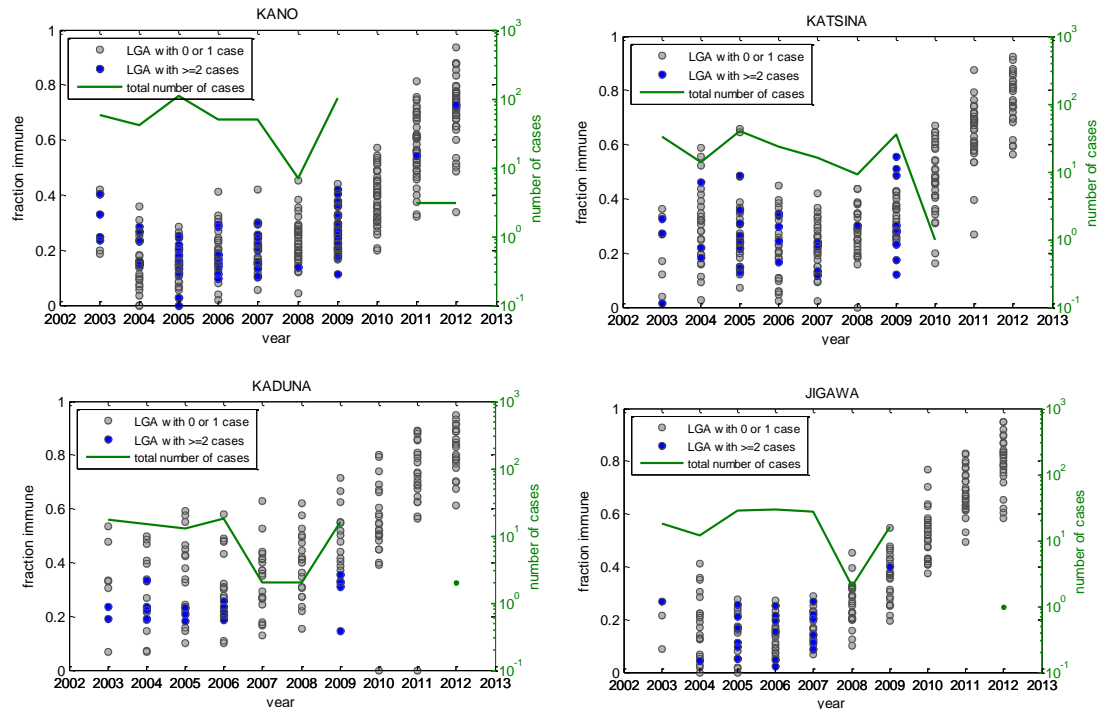 KANO
1
0.8
0.6
0.4
0.2
0
fraction immune
LGA with 0 or 1 case
LGA with >=2 cases
total number of cases
10^3
10^2
10^1
10^0
10^-1
number of cases
2002 2003 2004 2005 2006 2007 2008 2009 2010 2011 2012 2013
year
KATSINA
1
0.8
0.6
0.4
0.2
0
fraction immune
LGA with 0 or 1 case
LGA with >=2 cases
total number of cases
10^3
10^2
10^1
10^0
10^-1
number of cases
2002 2003 2004 2005 2006 2007 2008 2009 2010 2011 2012 2013
year
KADUNA
1
0.8
0.6
0.4
0.2
0
fraction immune
LGA with 0 or 1 case
LGA with >=2 cases
total number of cases
10^3
10^2
10^1
10^0
10^-1
number of cases
2002 2003 2004 2005 2006 2007 2008 2009 2010 2011 2012 2013
year
JIGAWA
1
0.8
0.6
0.4
0.2
0
fraction immune
LGA with 0 or 1 case
LGA with >=2 cases
total number of cases
10^3
10^2
10^1
10^0
10^-1
number of cases
2002 2003 2004 2005 2006 2007 2008 2009 2010 2011 2012 2013
year